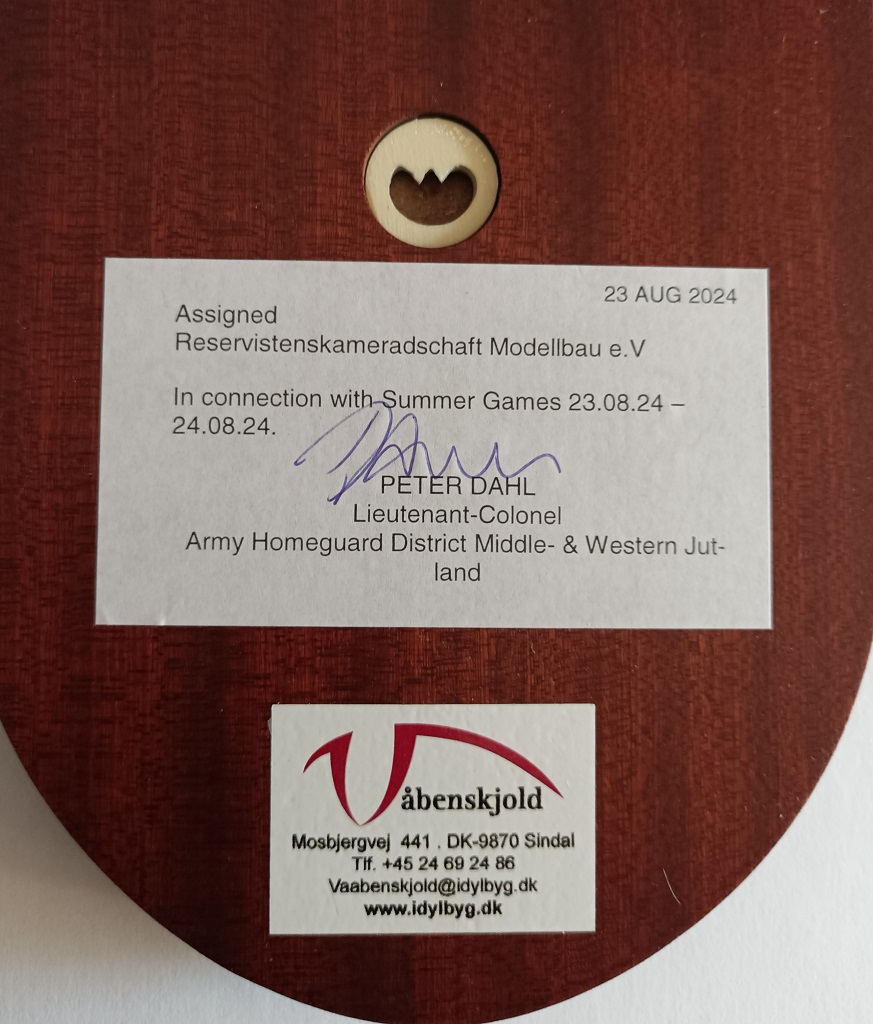 23 AUG 2024
Assigned
Reservistenskameradschaft Modellbau e.V
In connection with Summer Games 23.08.24 –
24.08.24.
PETER DAHL
Lieutenant-Colonel
Army Homeguard District Middle- & Western Jut-
land
Våbenskjold
Mosbjergvej 441 . DK-9870 Sindal
Tlf. +45 24 69 24 86
Vaabenskjold@idylbyg.dk
www.idylbyg.dk